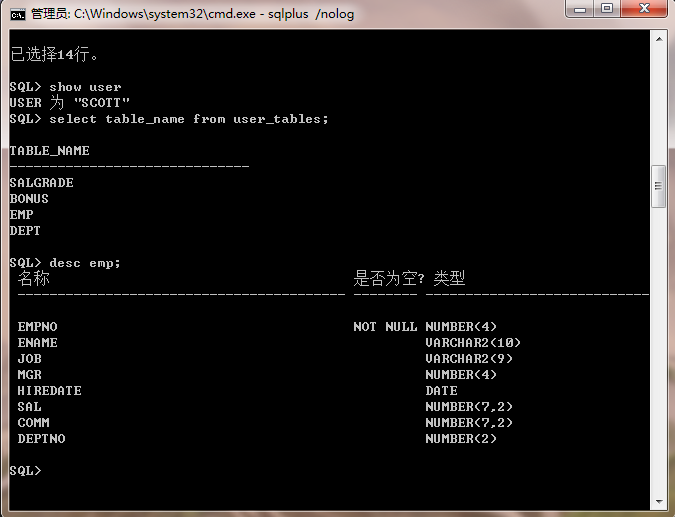 管理员: C:\Windows\system32\cmd.exe - sqlplus  /nolog
已选择14行。
SQL> show user
USER 为 "SCOTT"
SQL> select table_name from user_tables;
TABLE_NAME
------------------------------
SALGRADE
BONUS
EMP
DEPT
SQL> desc emp;
名称                                      是否为空? 类型
----------------------------------------- -------- ----------------------------
EMPNO                                     NOT NULL NUMBER(4)
ENAME                                              VARCHAR2(10)
JOB                                                VARCHAR2(9)
MGR                                                NUMBER(4)
HIREDATE                                           DATE
SAL                                                NUMBER(7,2)
COMM                                               NUMBER(7,2)
DEPTNO                                             NUMBER(2)
SQL>